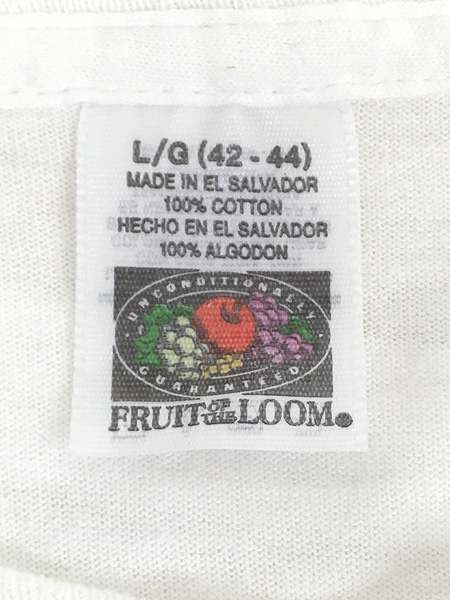 L/G (42 - 44)
MADE IN EL SALVADOR
100% COTTON
HECHO EN EL SALVADOR
100% ALGODON
UNCONDITIONALLY
GUARANTEED
FRUIT OF THE LOOM.